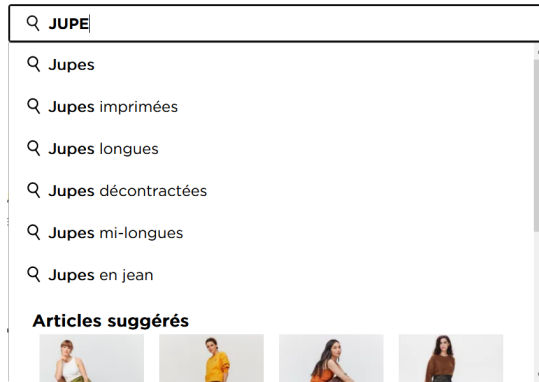 JUPE
Jupes
Jupes imprimées
Jupes longues
Jupes décontractées
Jupes mi-longues
Jupes en jean
Articles suggérés